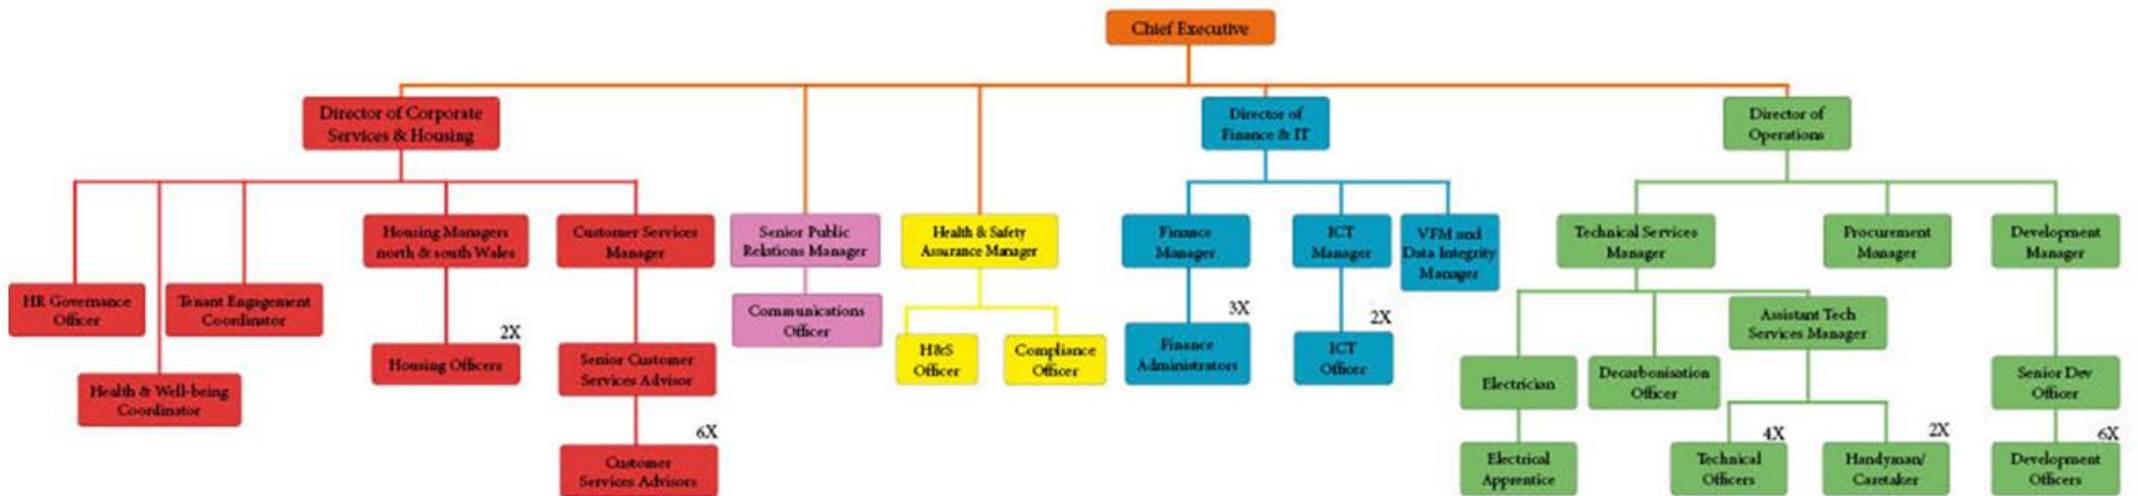 Chief Executive
Director of Corporate
Services & Housing
Director of
Finance & IT
Director of
Operations
Housing Managers
north & south Wales
Customer Services
Manager
Senior Public
Relations Manager
Health & Safety
Assurance Manager
Finance
Manager
ICT
Manager
VFM and
Data Integrity
Manager
Technical Services
Manager
Procurement
Manager
Development
Manager
HR Governance
Officer
Tenant Engagement
Coordinator
Communications
Officer
Assistant Tech
Services Manager
Health & Well-being
Coordinator
2X
Housing Officers
Senior Customer
Services Advisor
H&S
Officer
Compliance
Officer
3X
Finance
Administrators
2X
ICT
Officer
Electrician
Decarbonisation
Officer
Senior Dev
Officer
6X
Customer
Services Advisors
Electrical
Apprentice
4X
Technical
Officers
2X
Handyman/
Caretaker
6X
Development
Officers